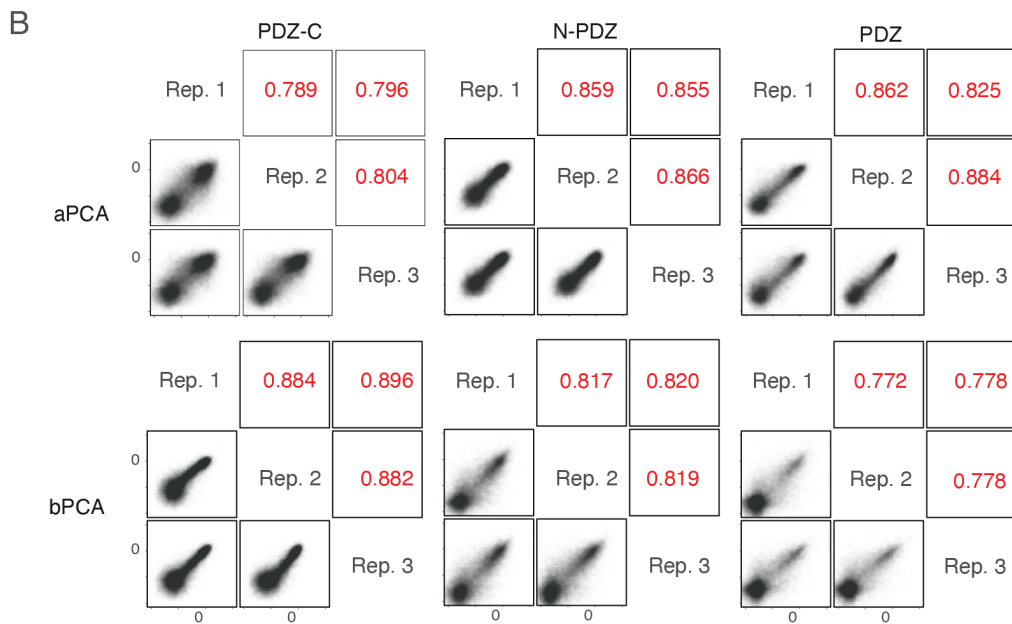 B
PDZ-C N-PDZ PDZ
Rep. 1 0.789 0.796 Rep. 1 0.859 0.855 Rep. 1 0.862 0.825
0 Rep. 2 0.804 Rep. 2 0.866 Rep. 2 0.884
aPCA
0 Rep. 3 Rep. 3 Rep. 3
Rep. 1 0.884 0.896 Rep. 1 0.817 0.820 Rep. 1 0.772 0.778
0 Rep. 2 0.882 Rep. 2 0.819 Rep. 2 0.778
bPCA
0 Rep. 3 Rep. 3 Rep. 3
0 0 0 0 0 0